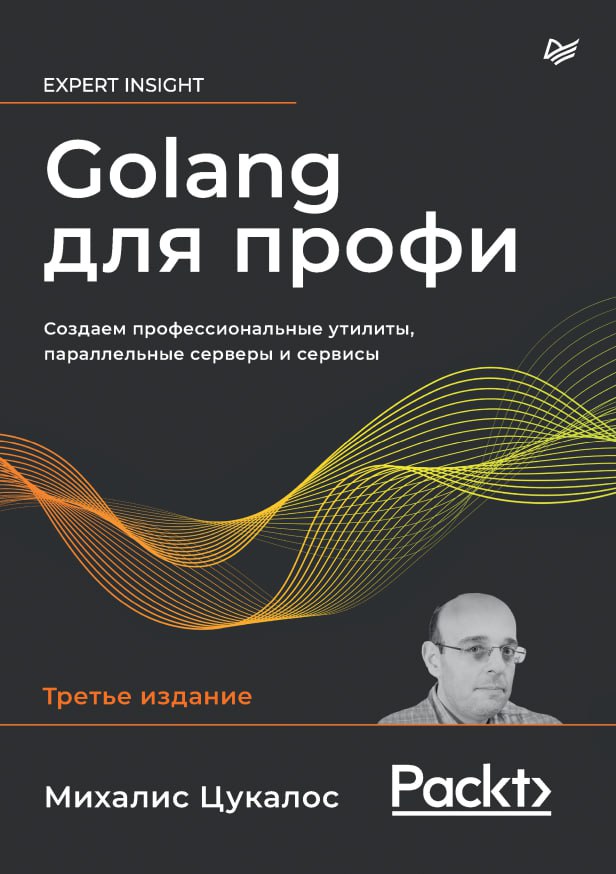 EXPERT INSIGHT
Golang
для профи
Создаем профессиональные утилиты,
параллельные серверы и сервисы
Третье издание
Михалис Цукалос
Packt>